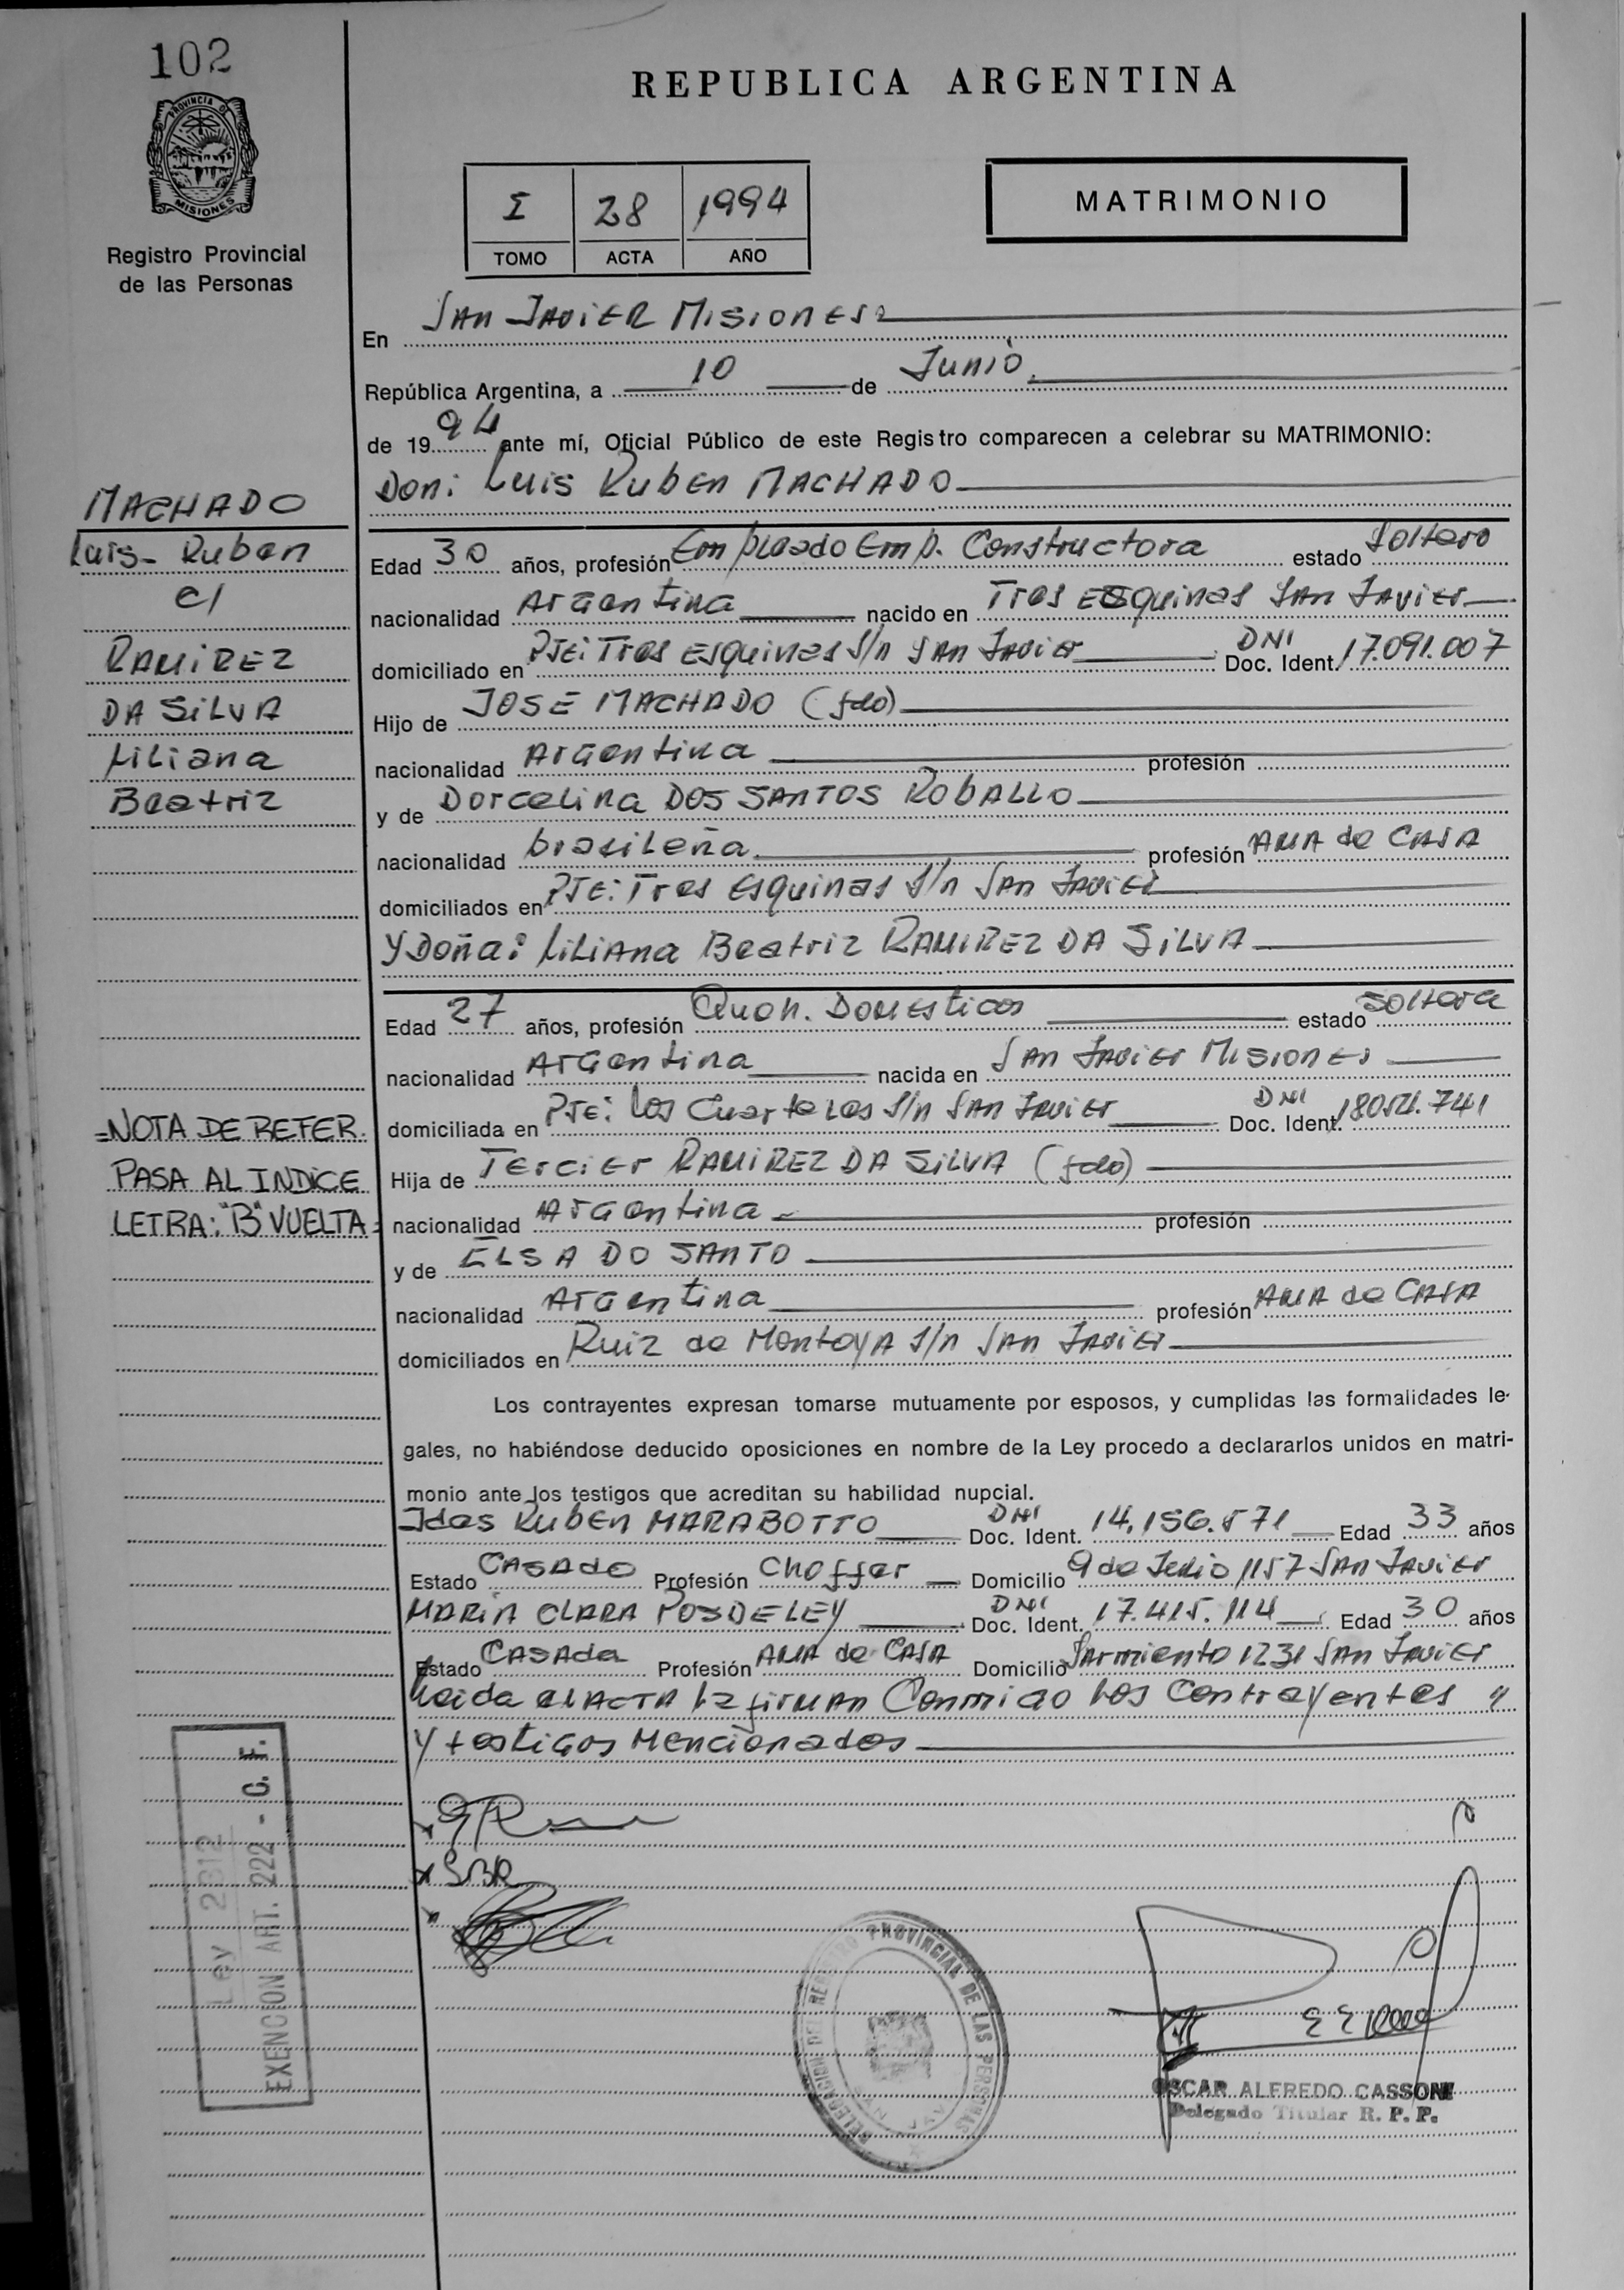 102
PROVINCIA DE
MISIONES
Registro Provincial
de las Personas
REPUBLICA ARGENTINA
I 28 1994
TOMO ACTA AÑO
MATRIMONIO
En San Javier Misiones
República Argentina, a 10 de Junio
de 1994 ante mí, Oficial Público de este Registro comparecen a celebrar su MATRIMONIO:
Don: Luis Ruben MACHADO
Edad 30 años, profesión Empleado Emp. Constructora estado Soltero
nacionalidad Argentina nacido en Tres Esquinas San Javier
domiciliado en Pje: Tres Esquinas S/n San Javier DNI Doc. Ident. 17.091.007
Hijo de JOSE MACHADO (fdo)
nacionalidad Argentina profesión
y de Dorcelina DOS SANTOS ROBALLO
nacionalidad brasileña profesión AMA de CASA
domiciliados en Pje: Tres Esquinas S/n San Javier
Y Doña: Liliana Beatriz RAMIREZ DA SILVA
Edad 27 años, profesión Domesticos estado Soltera
nacionalidad Argentina nacida en San Javier Misiones
domiciliada en Pje: Los Cuarteles S/n San Javier DNI Doc. Ident.
Hija de Tercier RAMIREZ DA SILVA (fdo)
nacionalidad Argentina profesión
y de ELSA DO SANTO
nacionalidad Argentina profesión AMA de CASA
domiciliados en Ruiz de Montoya S/n San Javier
Los contrayentes expresan tomarse mutuamente por esposos, y cumplidas las formalidades le-
gales, no habiéndose deducido oposiciones en nombre de la Ley procedo a declararlos unidos en matri-
monio ante los testigos que acreditan su habilidad nupcial.
Ruben MARABOTTO DNI Doc. Ident. 14.156.571 Edad 33 años
Estado CASADO Profesión Choffer Domicilio 9 de Julio 1157 San Javier
MARIA CLARA POSDELEY DNI Doc. Ident. 17.415.114 Edad 30 años
Estado CASADA Profesión AMA de CASA Domicilio Sarmiento 1231 San Javier
Leida el ACTA la firman Conmigo los Contrayentes y
y testigos Mencionados
MACHADO
Luis Ruben
c/
RAMIREZ
DA SILVA
Liliana
Beatriz
=NOTA DE REFER.
PASA AL INDICE
LETRA: "B" VUELTA=
Ley 2312
EXENCION ART. 222 - C. F.
SBR
DELEGACION DEL REGISTRO PROVINCIAL DE LAS PERSONAS
OSCAR ALFREDO CASSONE
Delegado Titular R. P. P.